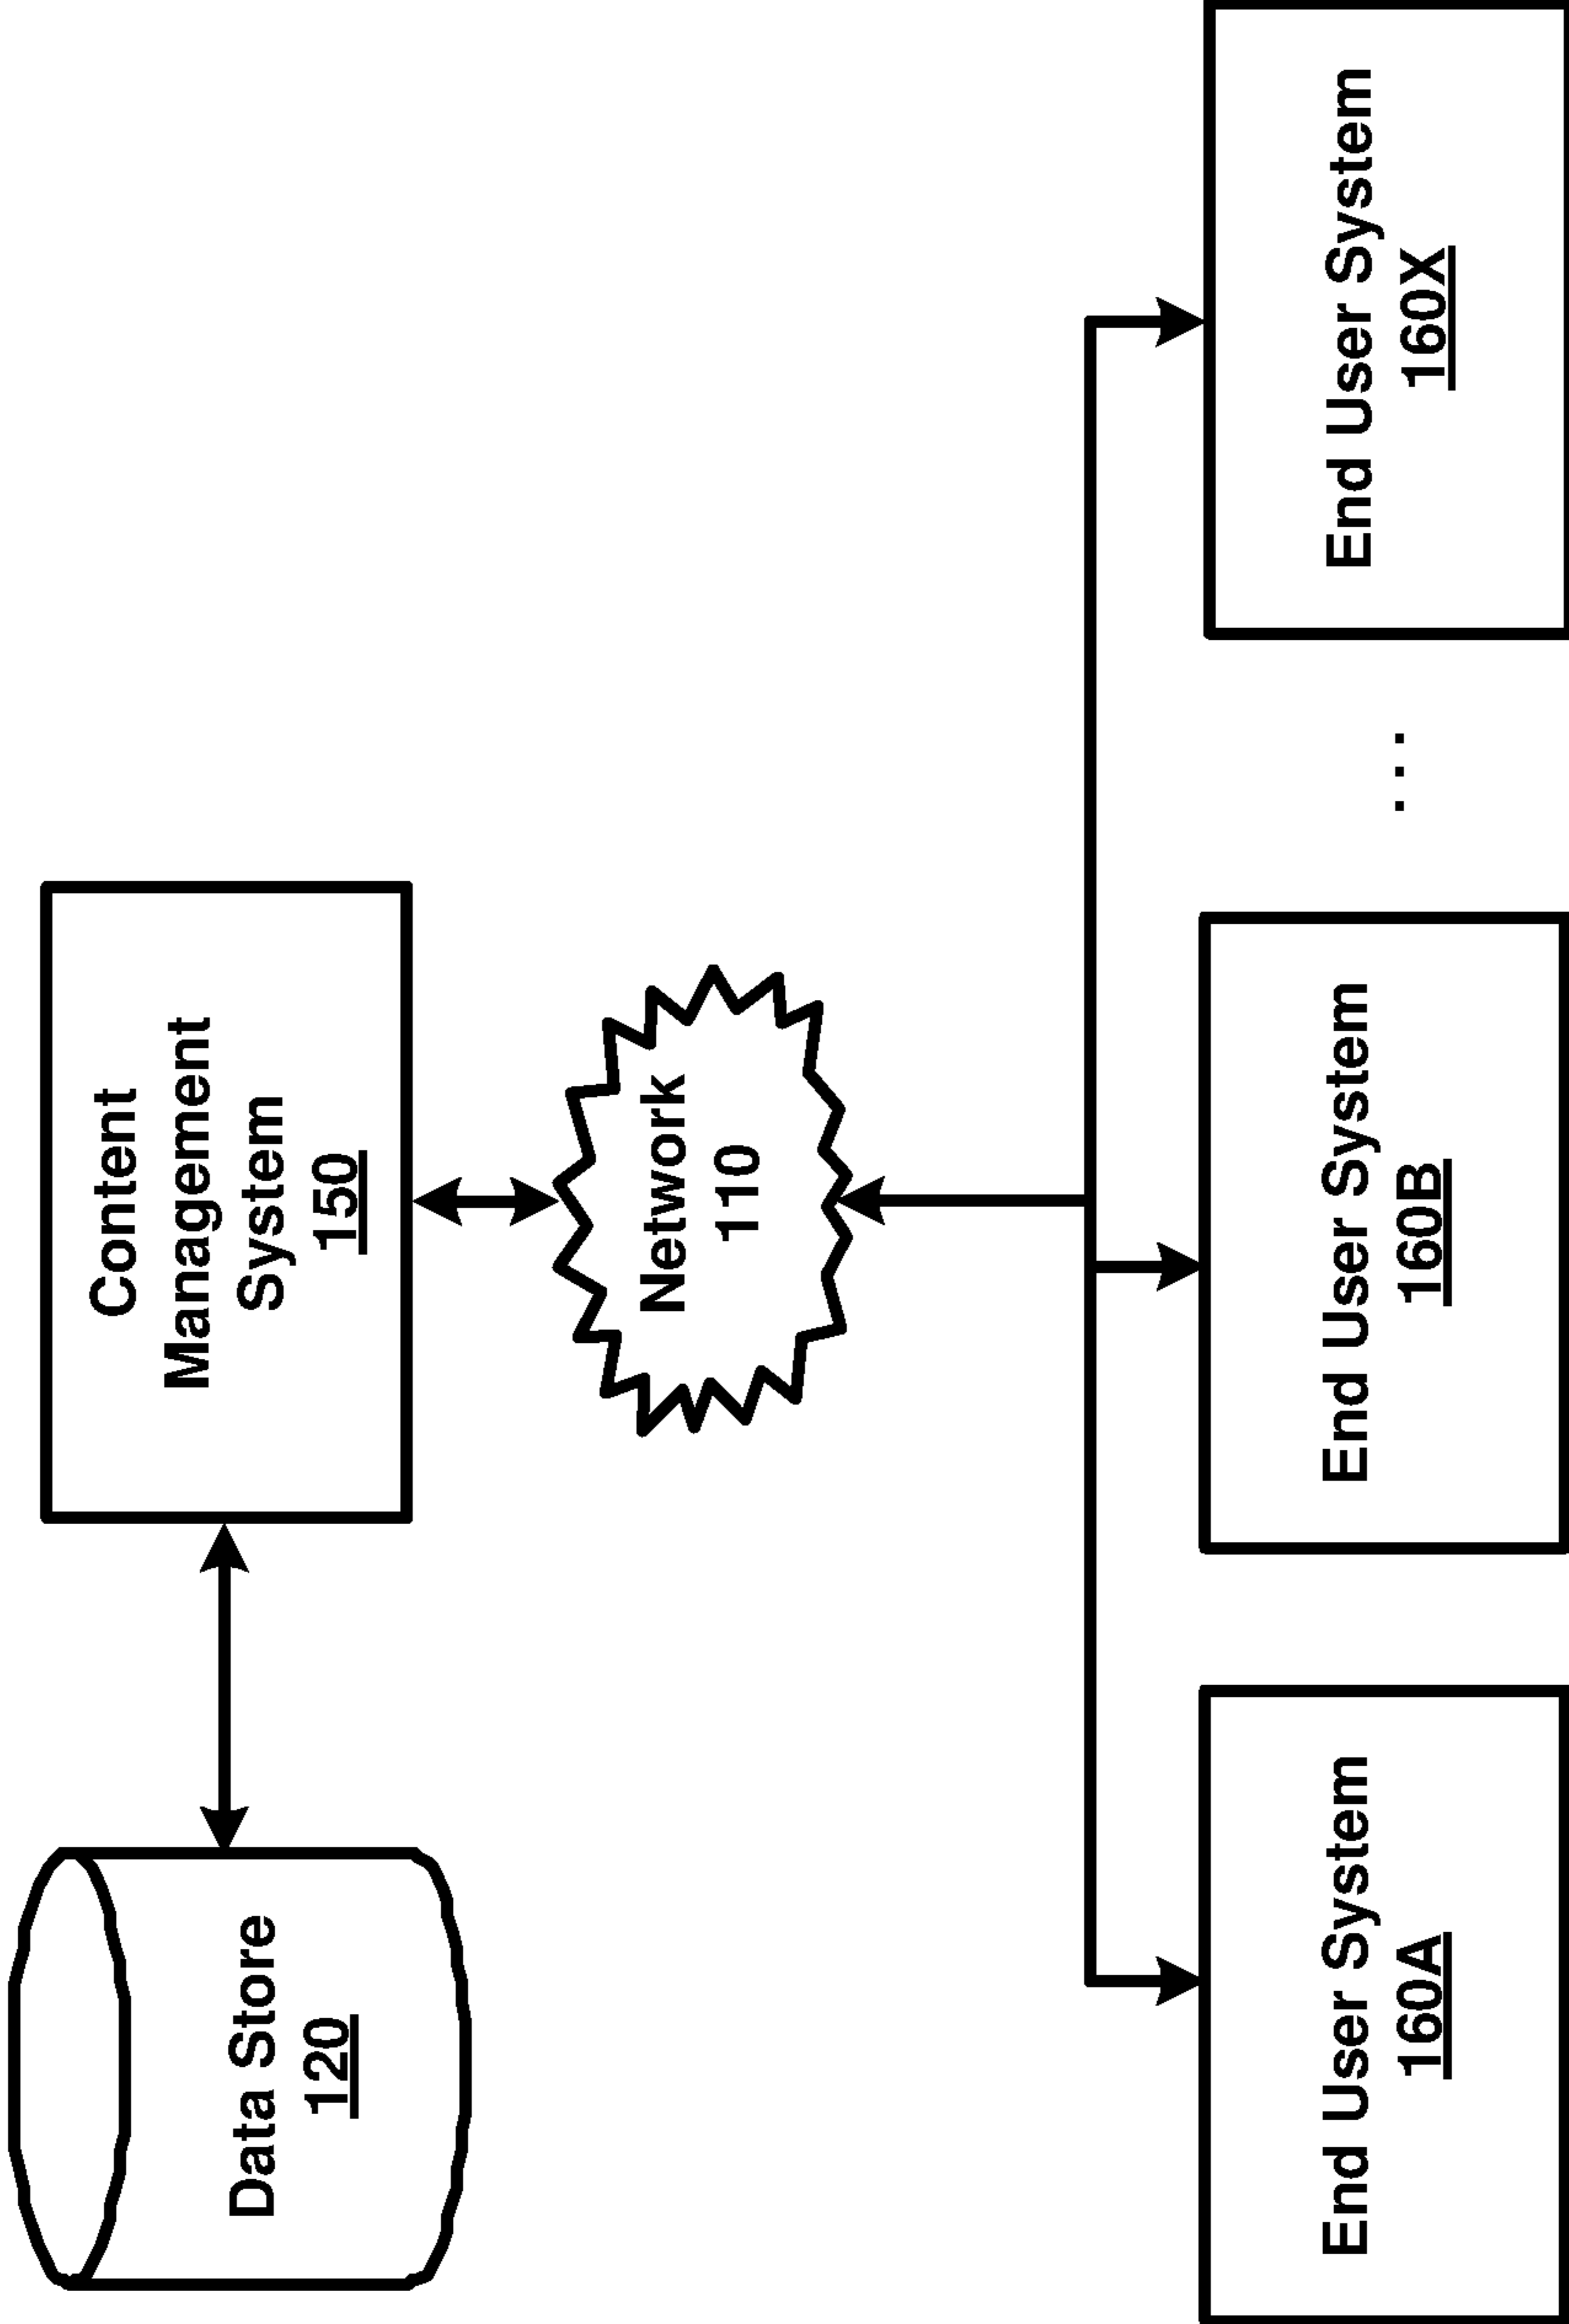 Data Store
120
Content
Management
System
150
Network
110
End User System
160A
End User System
160B
. . .
End User System
160X